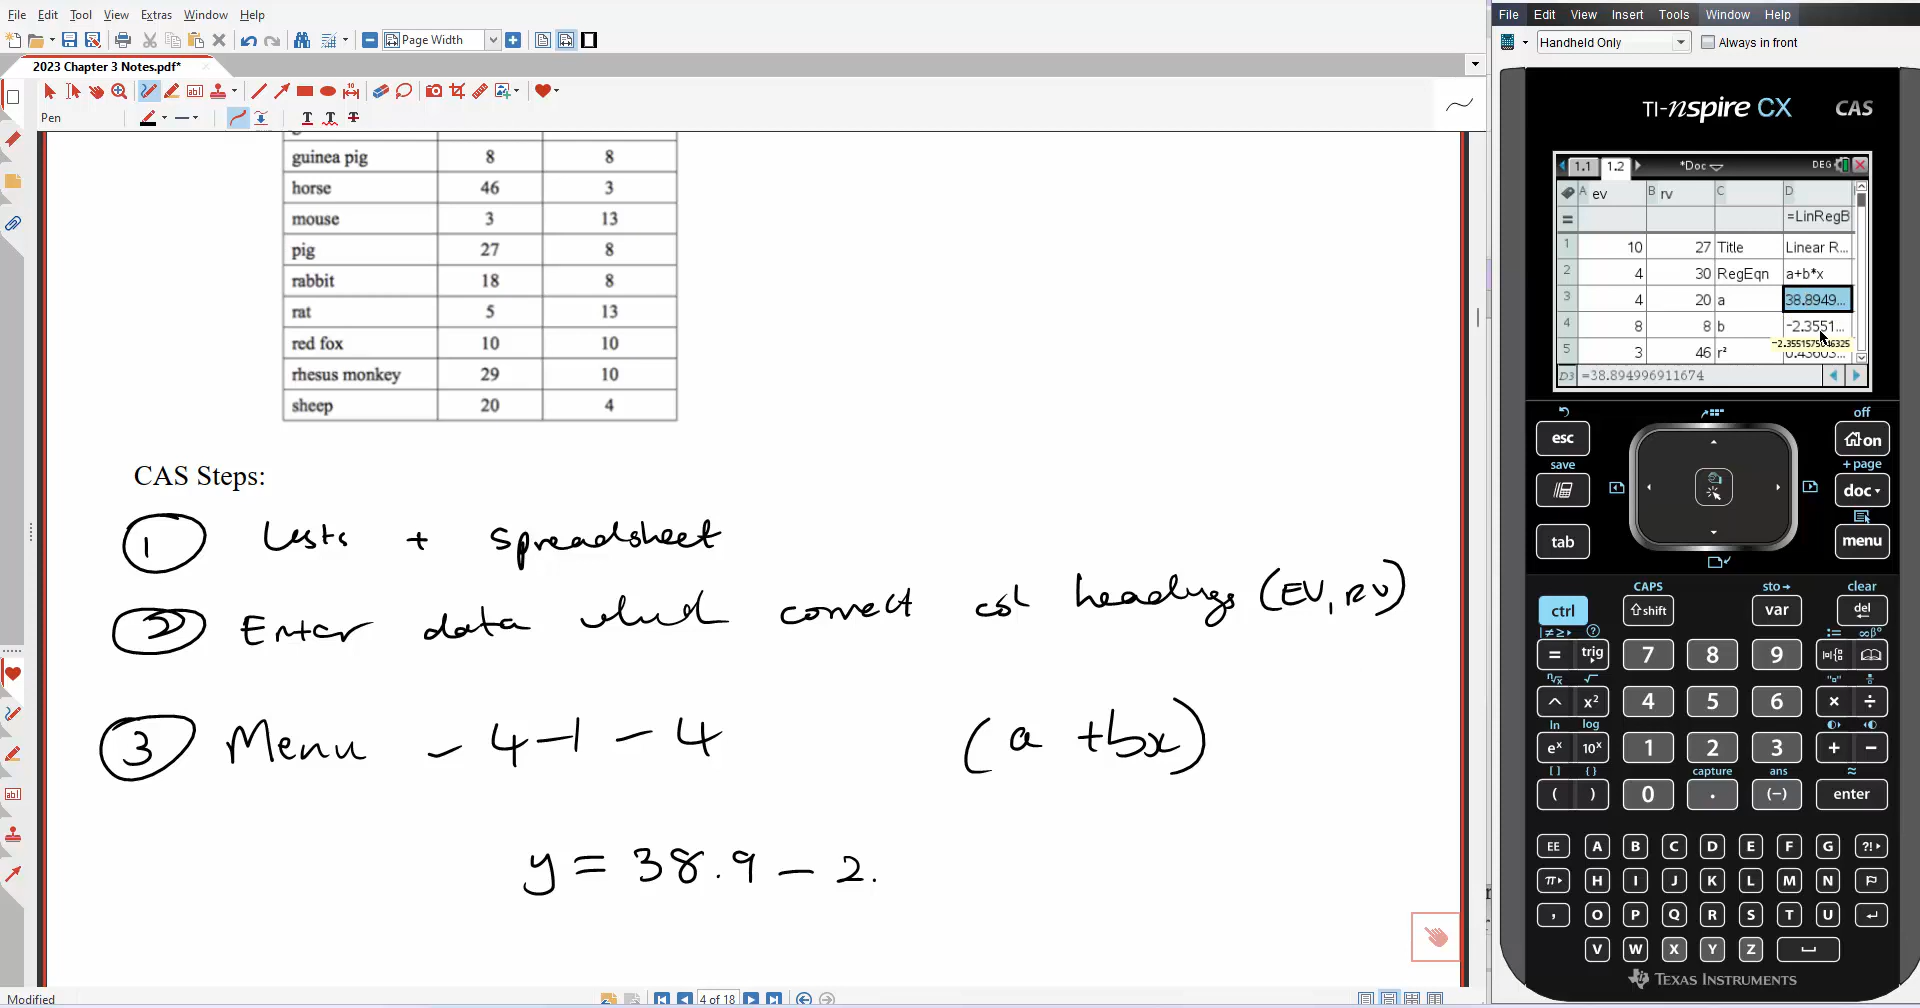 File Edit Tool View Extras Window Help
Page Width
2023 Chapter 3 Notes.pdf*
Pen
guinea pig 8 8
horse 46 3
mouse 3 13
pig 27 8
rabbit 18 8
rat 5 13
red fox 10 10
rhesus monkey 29 10
sheep 20 4
CAS Steps:
1 Lists + spreadsheet
2 Enter data which correct col headings (EV, RV)
3 Menu - 4-1-4 (a +bx)
y = 38.9 - 2.
Modified 4 of 18
File Edit View Insert Tools Window Help
Handheld Only Always in front
TI-nspire CX CAS
1.1 1.2 *Doc DEG
A ev B rv C D
= =LinRegB
1 10 27 Title Linear R...
2 4 30 RegEqn a+b*x
3 4 20 a 38.8949...
4 8 8 b -2.3551...
-2.3551575046325
5 3 46 r² 0.43603...
D3 =38.894996911674
off
esc on
save + page
doc
tab menu
CAPS sto→ clear
ctrl shift var del
|≠≥▸ ? := ∞β°
= trig 7 8 9
n√x √ "▫"
^ x² 4 5 6 × ÷
ln log
eˣ 10ˣ 1 2 3 + −
[ ] { } capture ans ≈
( ) 0 . (−) enter
EE A B C D E F G ?!▸
π▸ H I J K L M N
, O P Q R S T U
V W X Y Z
TEXAS INSTRUMENTS